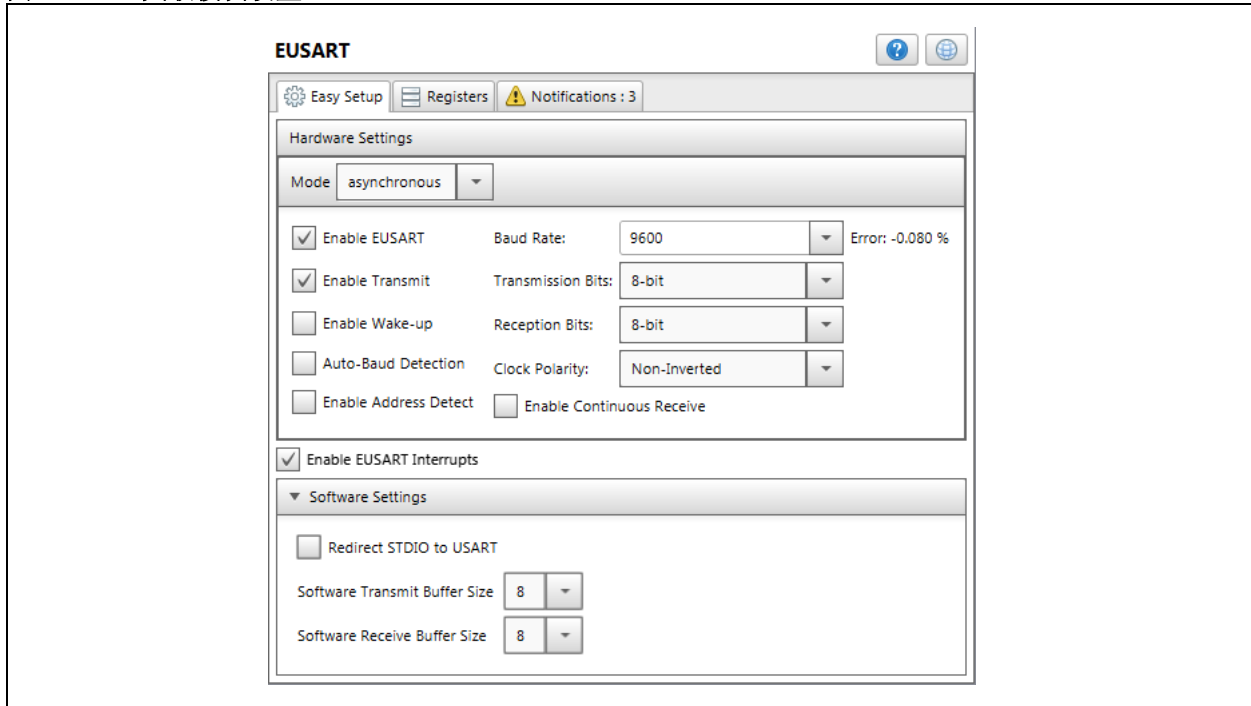 EUSART
Easy Setup Registers Notifications : 3
Hardware Settings
Mode asynchronous
Enable EUSART Baud Rate: 9600 Error: -0.080 %
Enable Transmit Transmission Bits: 8-bit
Enable Wake-up Reception Bits: 8-bit
Auto-Baud Detection Clock Polarity: Non-Inverted
Enable Address Detect Enable Continuous Receive
Enable EUSART Interrupts
Software Settings
Redirect STDIO to USART
Software Transmit Buffer Size 8
Software Receive Buffer Size 8